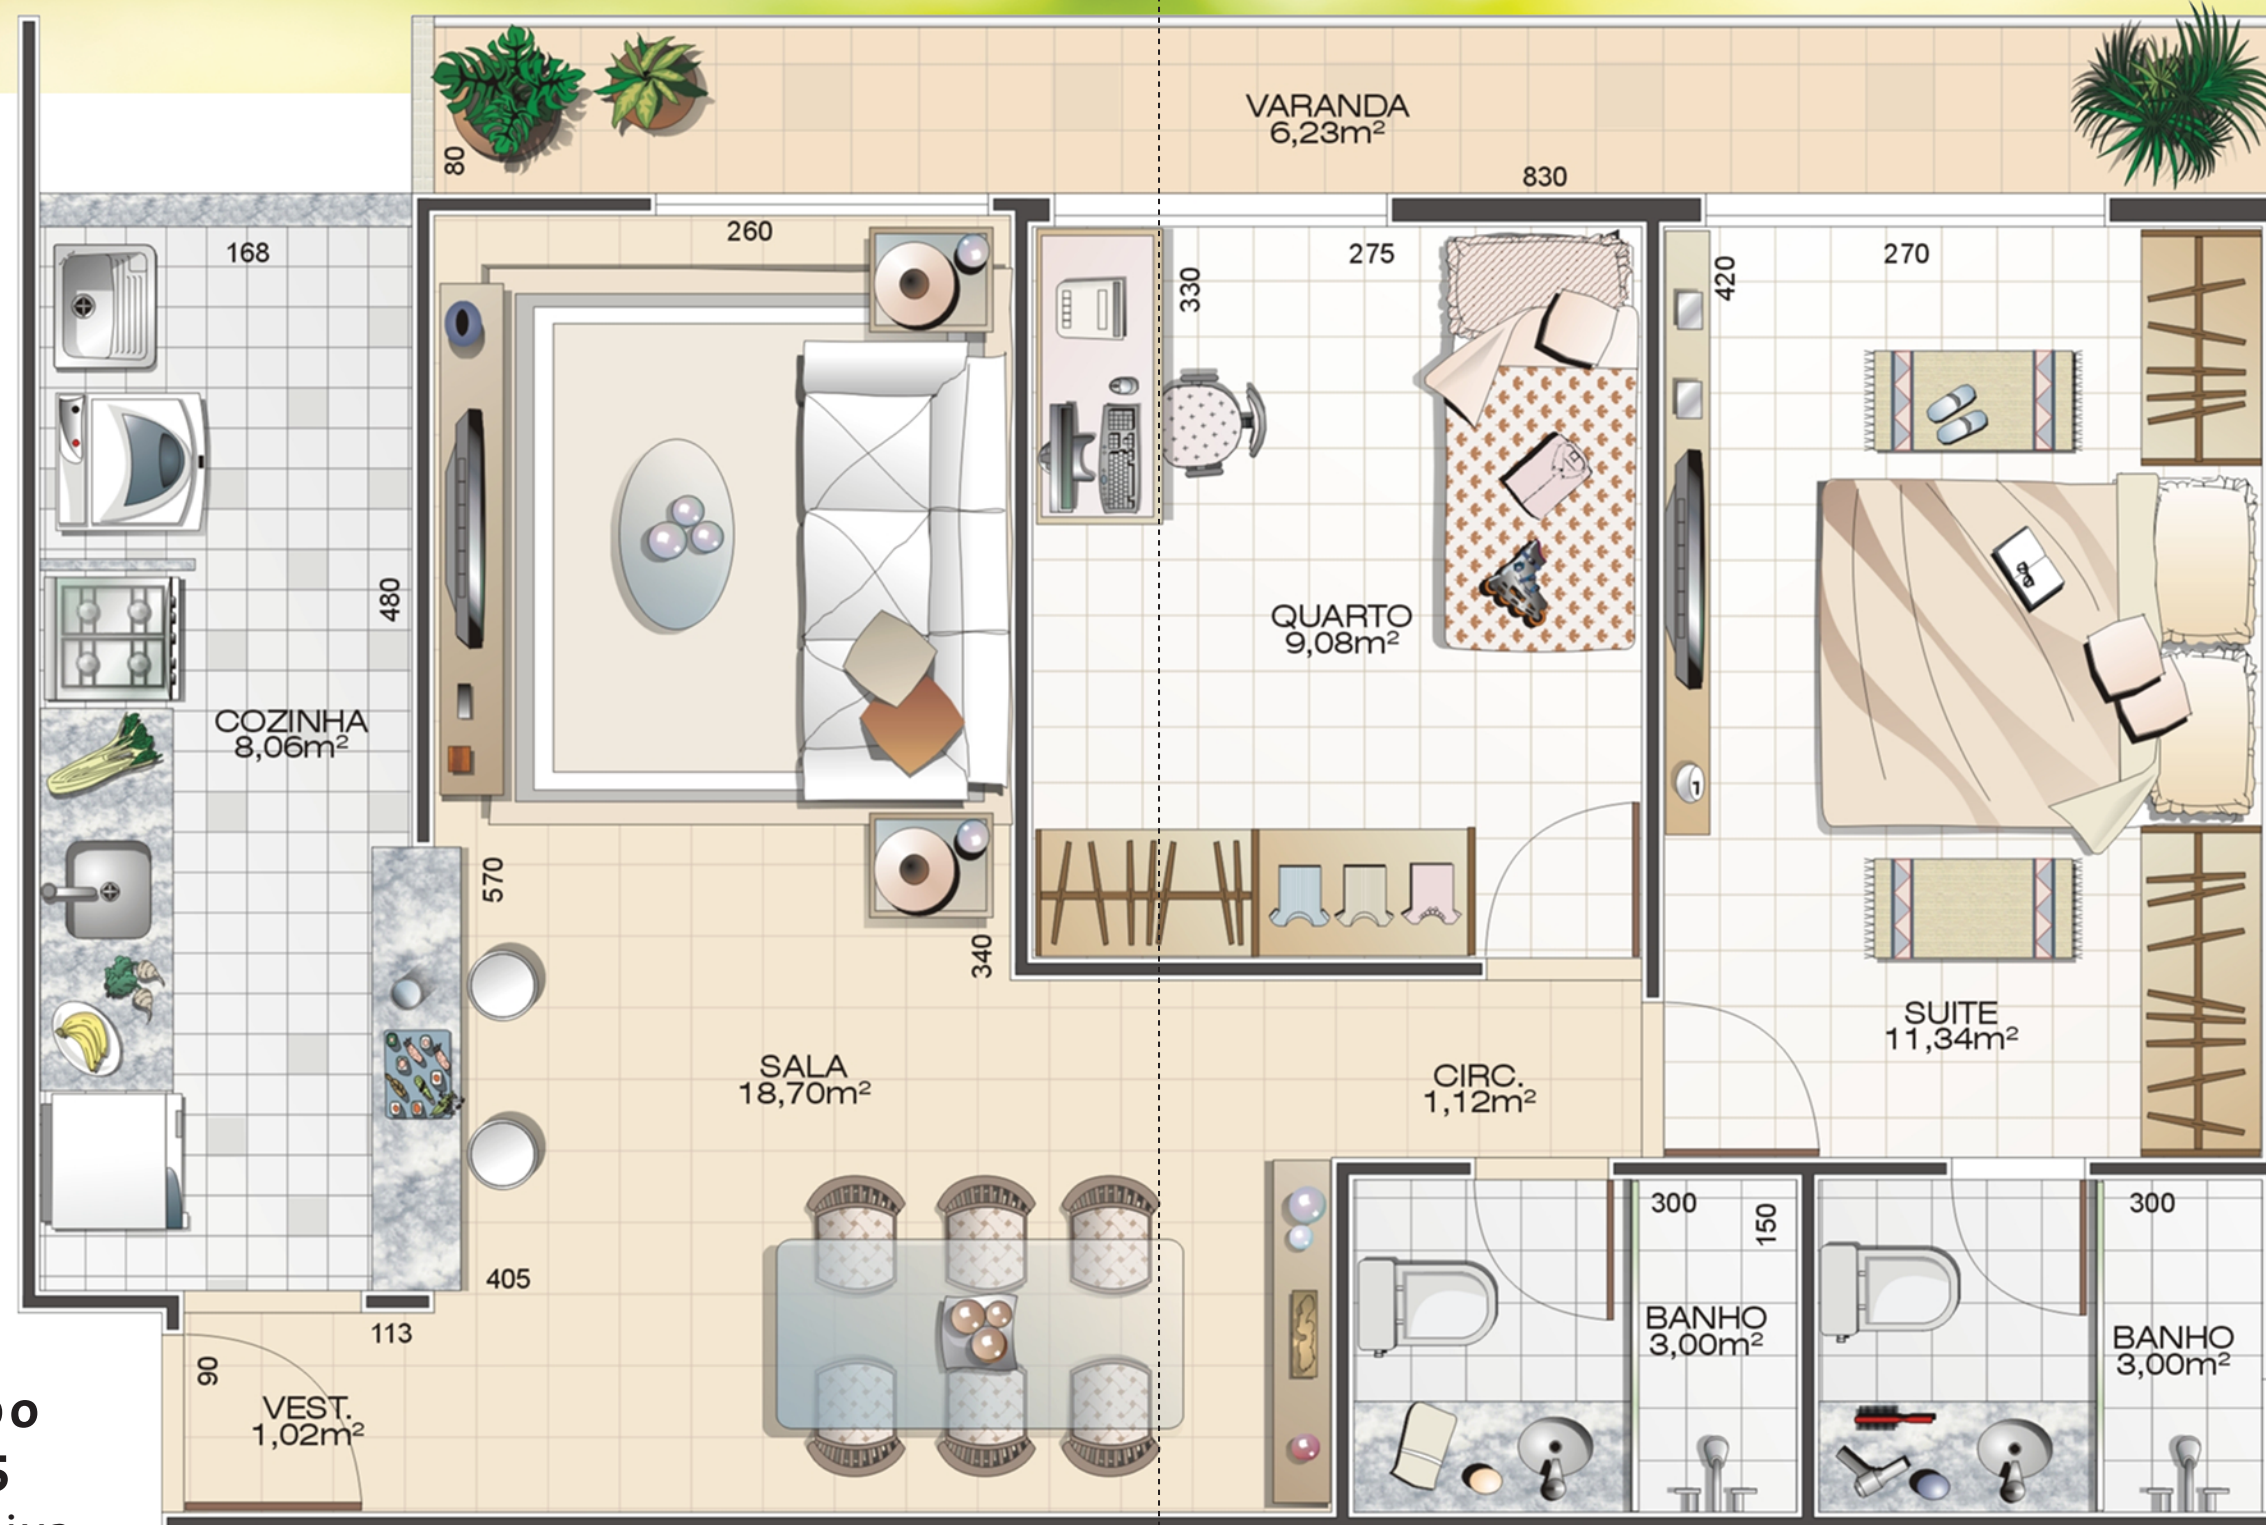 80
VARANDA
6,23m²
830
168
260
275
330
420
270
480
COZINHA
8,06m²
QUARTO
9,08m²
570
340
SALA
18,70m²
CIRC.
1,12m²
SUITE
11,34m²
405
113
90
VEST.
1,02m²
300
150
BANHO
3,00m²
300
BANHO
3,00m²